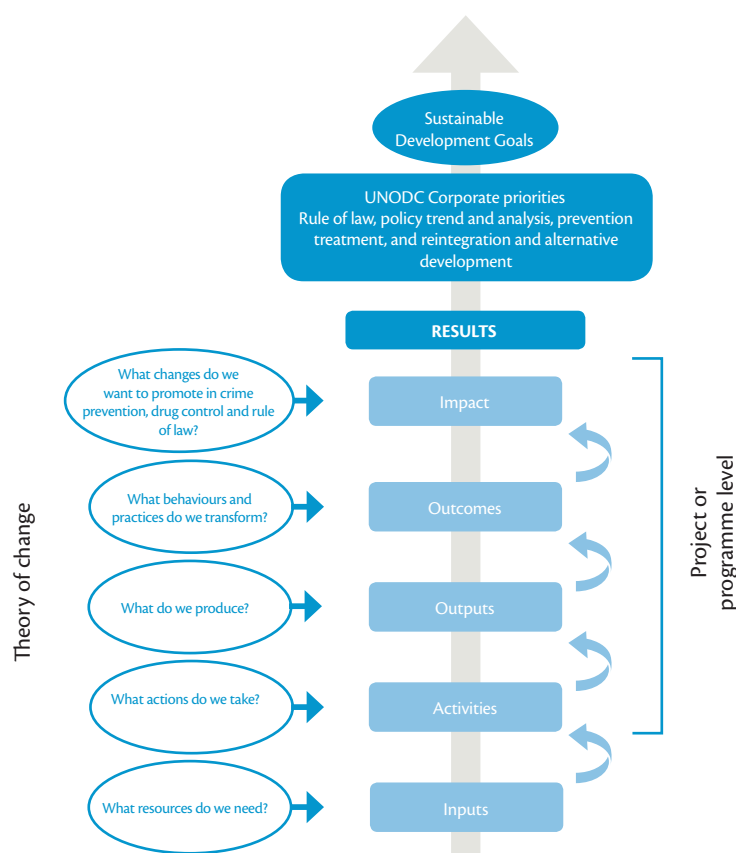 Sustainable
Development Goals
UNODC Corporate priorities
Rule of law, policy trend and analysis, prevention
treatment, and reintegration and alternative
development
RESULTS
What changes do we
want to promote in crime
prevention, drug control and rule
of law?
Impact
What behaviours and
practices do we transform?
Outcomes
What do we produce?
Outputs
What actions do we take?
Activities
What resources do we need?
Inputs
Theory of change
Project or
programme level